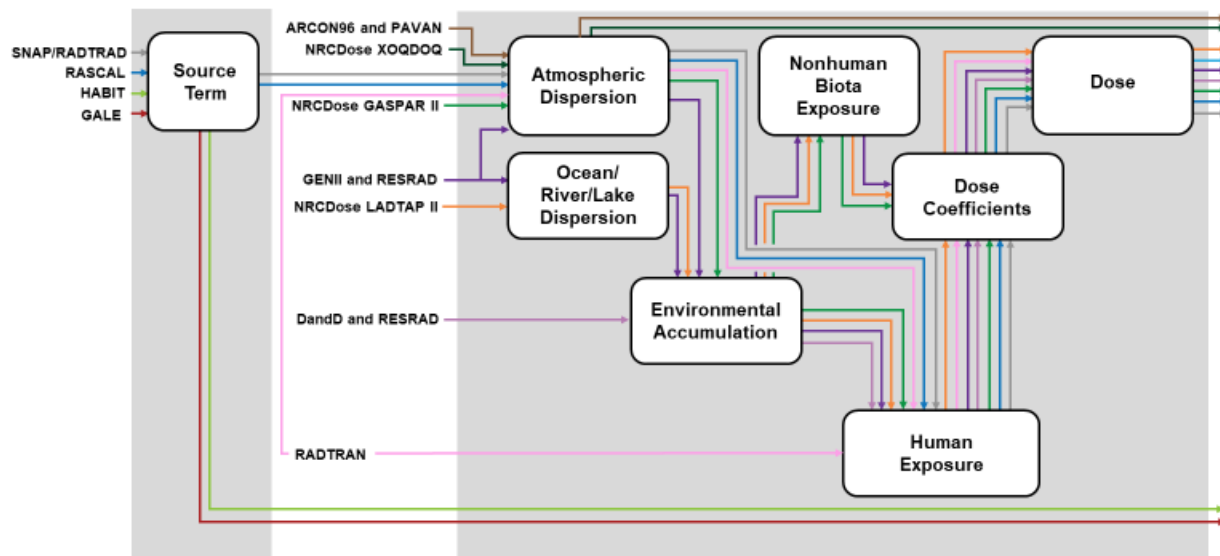 ARCON96 and PAVAN
NRCDose XOQDOQ
SNAP/RADTRAD
RASCAL
HABIT
GALE
Source
Term
Atmospheric
Dispersion
Nonhuman
Biota
Exposure
Dose
NRCDose GASPAR II
GENII and RESRAD
NRCDose LADTAP II
Ocean/
River/Lake
Dispersion
Dose
Coefficients
DandD and RESRAD
Environmental
Accumulation
RADTRAN
Human
Exposure